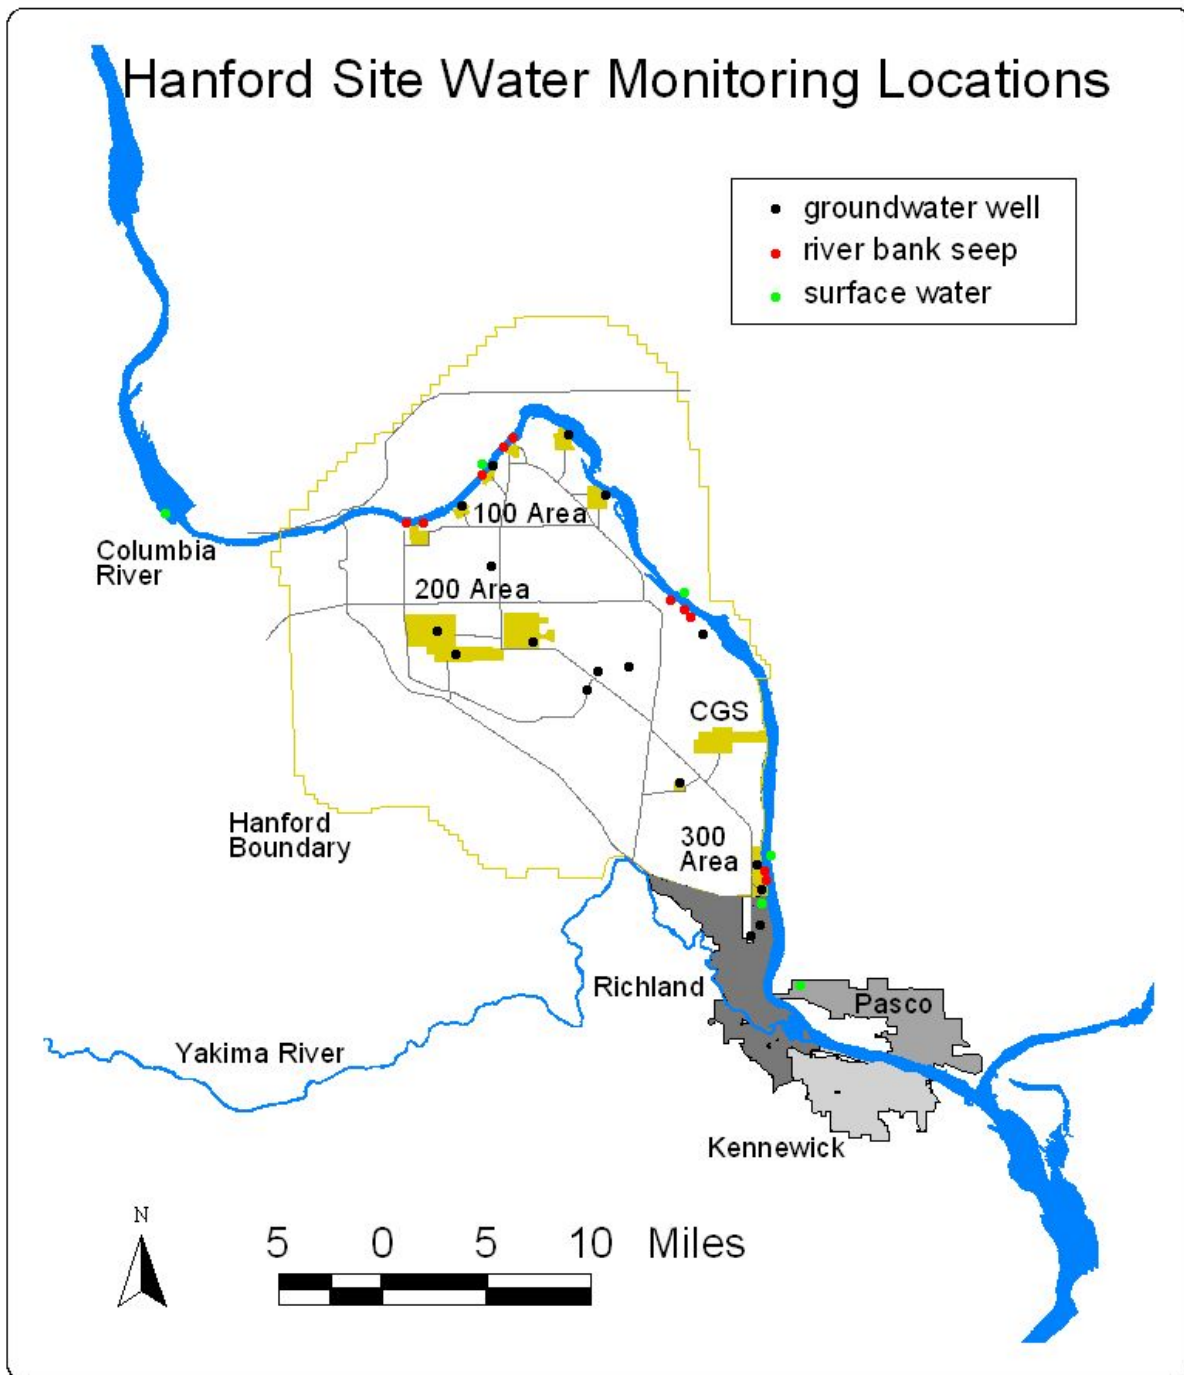 Hanford Site Water Monitoring Locations
groundwater well
river bank seep
surface water
100 Area
Columbia
River
200 Area
CGS
Hanford
Boundary
300
Area
Richland
Pasco
Yakima River
Kennewick
N
5 0 5 10 Miles